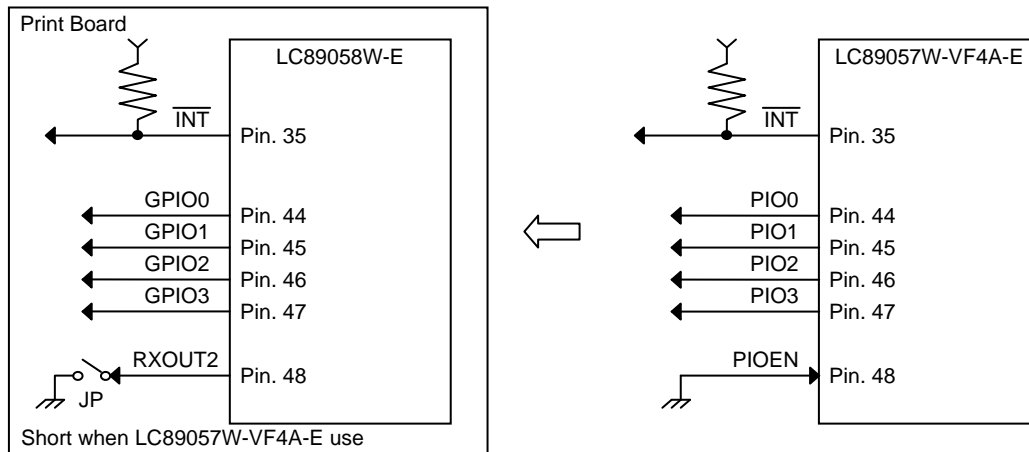 Print Board
LC89058W-E
INT
Pin. 35
GPIO0
Pin. 44
GPIO1
Pin. 45
GPIO2
Pin. 46
GPIO3
Pin. 47
RXOUT2
Pin. 48
JP
Short when LC89057W-VF4A-E use
LC89057W-VF4A-E
INT
Pin. 35
PIO0
Pin. 44
PIO1
Pin. 45
PIO2
Pin. 46
PIO3
Pin. 47
PIOEN
Pin. 48